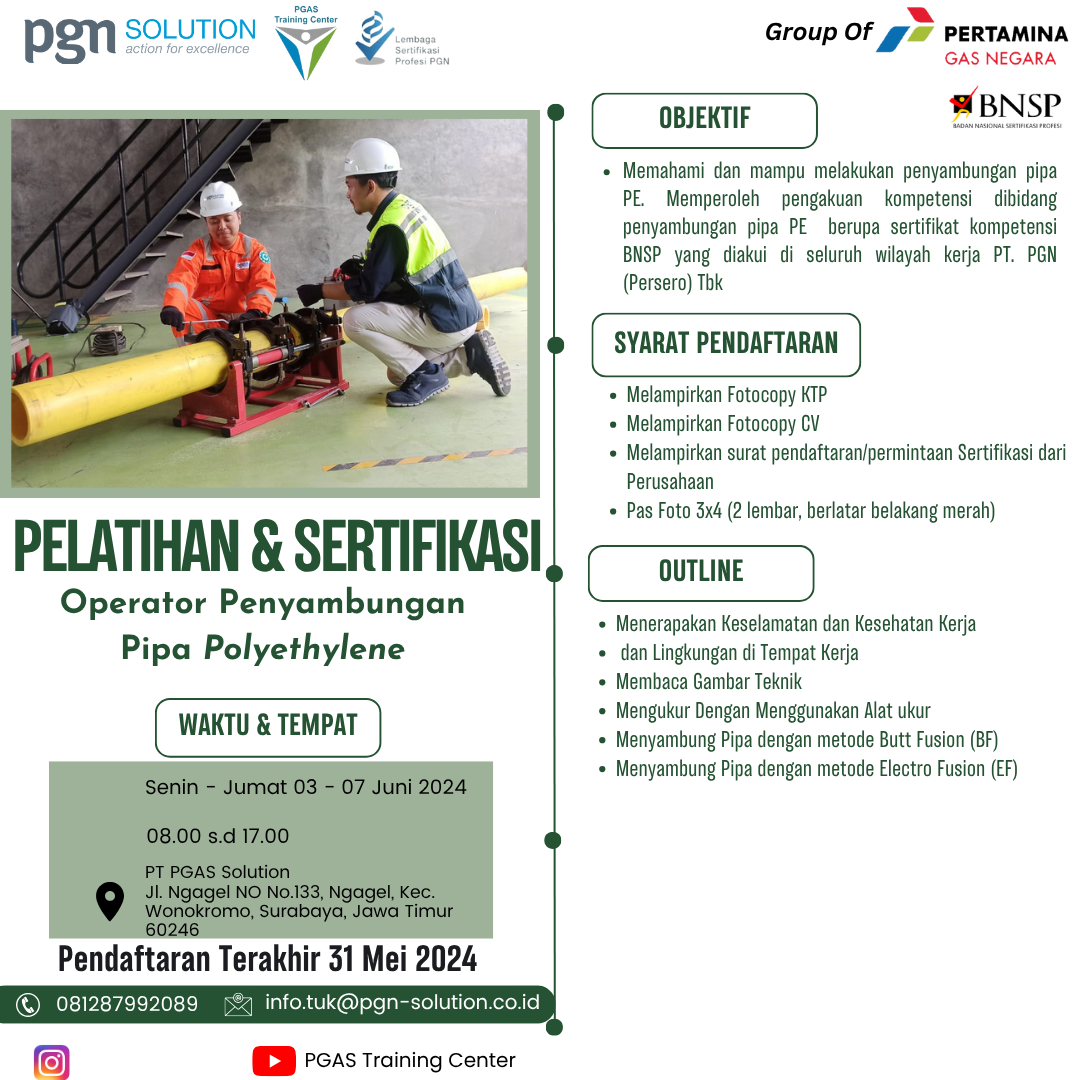 pgn SOLUTION
action for excellence
PGAS
Training Center
Lembaga
Sertifikasi
Profesi PGN
Group Of
PERTAMINA
GAS NEGARA
BNSP
BADAN NASIONAL SERTIFIKASI PROFESI
PELATIHAN & SERTIFIKASI
Operator Penyambungan
Pipa Polyethylene
WAKTU & TEMPAT
Senin - Jumat 03 - 07 Juni 2024
08.00 s.d 17.00
PT PGAS Solution
Jl. Ngagel NO No.133, Ngagel, Kec.
Wonokromo, Surabaya, Jawa Timur
60246
Pendaftaran Terakhir 31 Mei 2024
081287992089
info.tuk@pgn-solution.co.id
PGAS Training Center
OBJEKTIF
• Memahami dan mampu melakukan penyambungan pipa
PE. Memperoleh pengakuan kompetensi dibidang
penyambungan pipa PE berupa sertifikat kompetensi
BNSP yang diakui di seluruh wilayah kerja PT. PGN
(Persero) Tbk
SYARAT PENDAFTARAN
• Melampirkan Fotocopy KTP
• Melampirkan Fotocopy CV
• Melampirkan surat pendaftaran/permintaan Sertifikasi dari
Perusahaan
• Pas Foto 3x4 (2 lembar, berlatar belakang merah)
OUTLINE
• Menerapakan Keselamatan dan Kesehatan Kerja
• dan Lingkungan di Tempat Kerja
• Membaca Gambar Teknik
• Mengukur Dengan Menggunakan Alat ukur
• Menyambung Pipa dengan metode Butt Fusion (BF)
• Menyambung Pipa dengan metode Electro Fusion (EF)